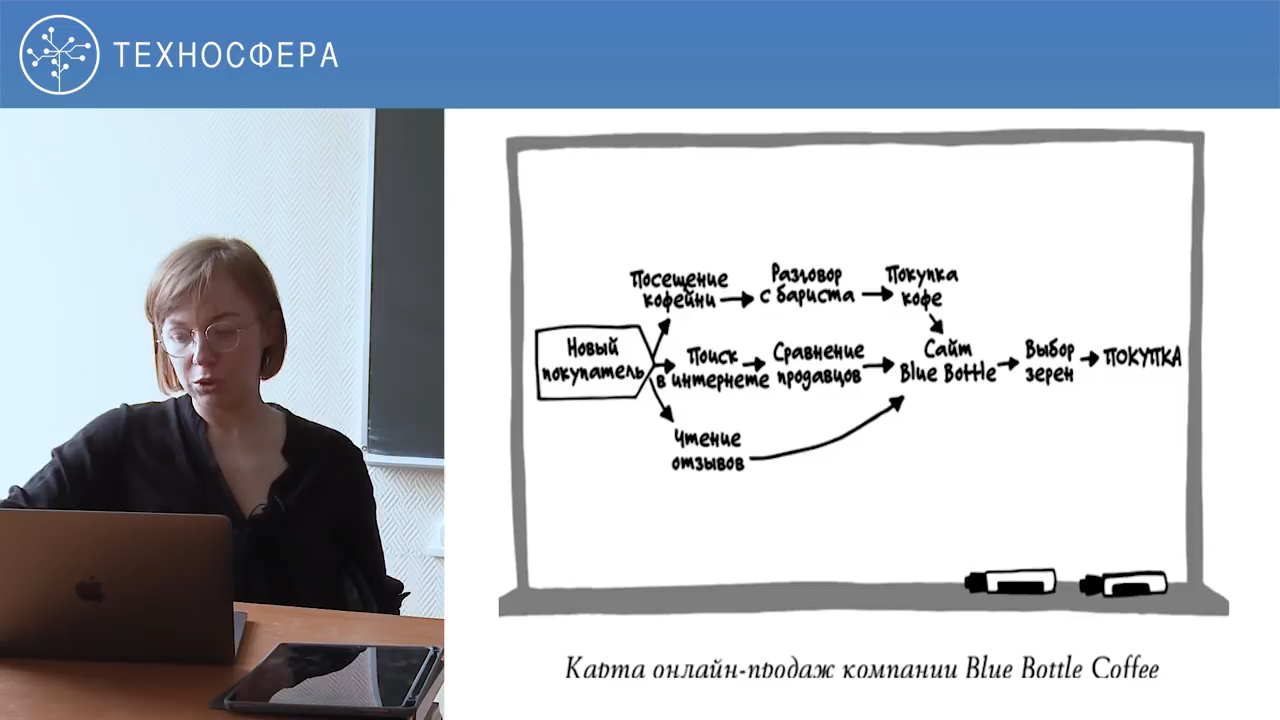 ТЕХНОСФЕРА
Посещение
кофейни
Разговор
с бариста
Покупка
кофе
Новый
покупатель
Поиск
в интернете
Сравнение
продавцов
Сайт
Blue Bottle
Выбор
зерен
ПОКУПКА
Чтение
отзывов
Карта онлайн-продаж компании Blue Bottle Coffee